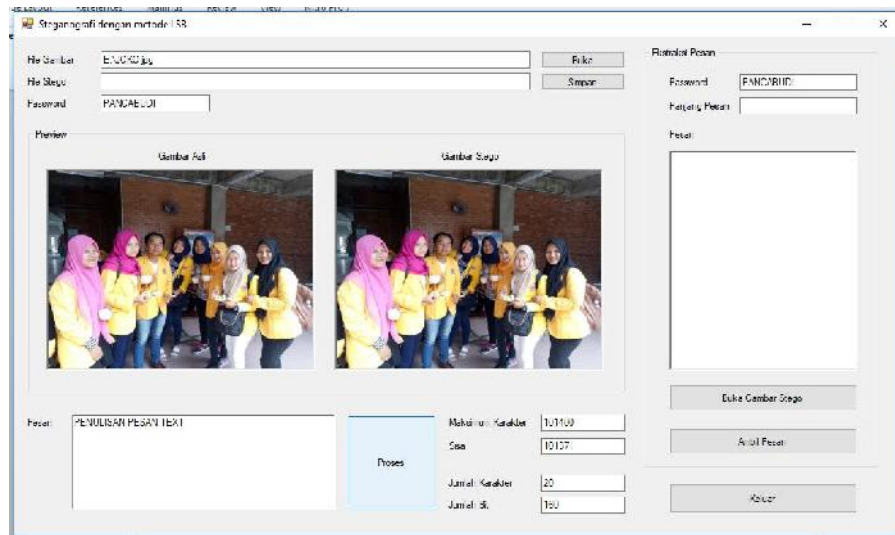 Steganografi dengan metode LSB
File Gambar
Buka
File Stego
Simpan
Password
PANCABUDI
Preview
Gambar Asli
Gambar Stego
Pesan
PENULISAN PESAN TEXT
Proses
Maksimum Karakter
101400
Sisa
Jumlah Karakter
20
Jumlah Bit
160
Ekstraksi Pesan
Password
PANCABUDI
Panjang Pesan
Pesan
Buka Gambar Stego
Ambil Pesan
Keluar